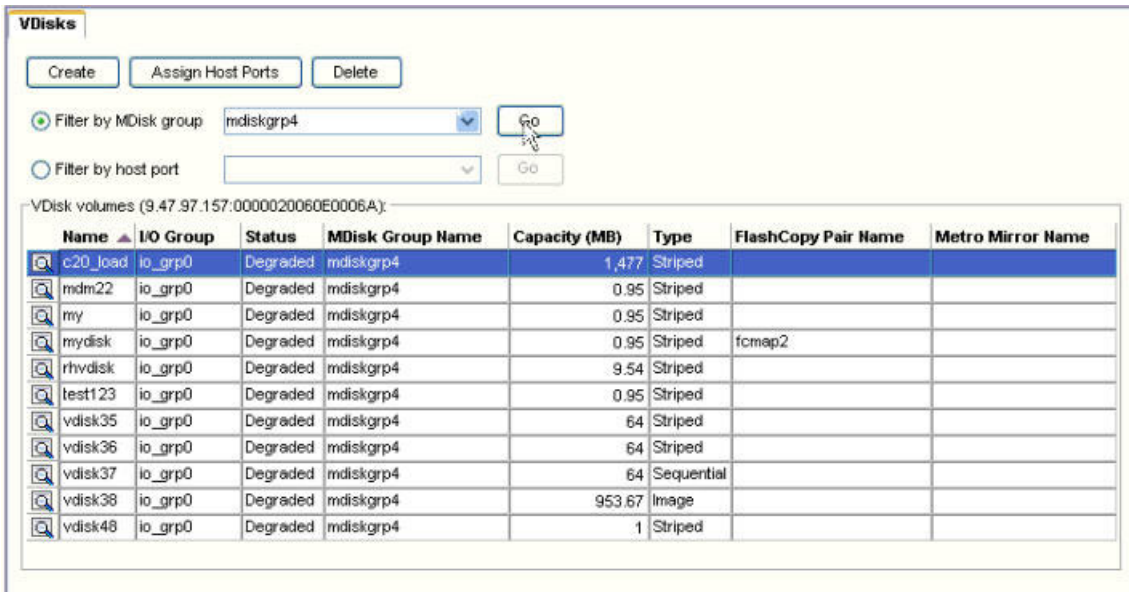 VDisks
Create Assign Host Ports Delete
Filter by MDisk group mdiskgrp4 Go
Filter by host port Go
VDisk volumes (9.47.97.157:0000020060E0006A):
Name I/O Group Status MDisk Group Name Capacity (MB) Type FlashCopy Pair Name Metro Mirror Name
c20_load io_grp0 Degraded mdiskgrp4 1,477 Striped
mdm22 io_grp0 Degraded mdiskgrp4 0.95 Striped
my io_grp0 Degraded mdiskgrp4 0.95 Striped
mydisk io_grp0 Degraded mdiskgrp4 0.95 Striped fcmap2
rhvdisk io_grp0 Degraded mdiskgrp4 9.54 Striped
test123 io_grp0 Degraded mdiskgrp4 0.95 Striped
vdisk35 io_grp0 Degraded mdiskgrp4 64 Striped
vdisk36 io_grp0 Degraded mdiskgrp4 64 Striped
vdisk37 io_grp0 Degraded mdiskgrp4 64 Sequential
vdisk38 io_grp0 Degraded mdiskgrp4 953.67 Image
vdisk48 io_grp0 Degraded mdiskgrp4 1 Striped